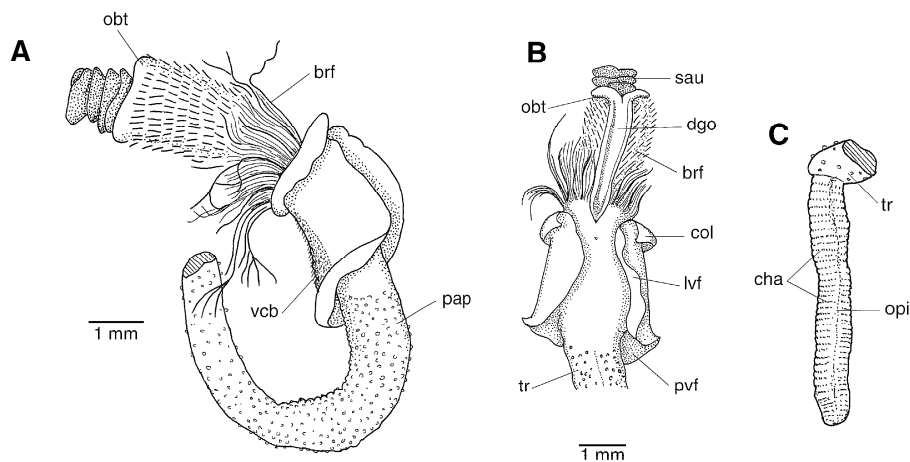 A
obt
brf
vcb
pap
1 mm
B
sau
obt
dgo
brf
col
lvf
tr
pvf
1 mm
C
tr
cha
opi